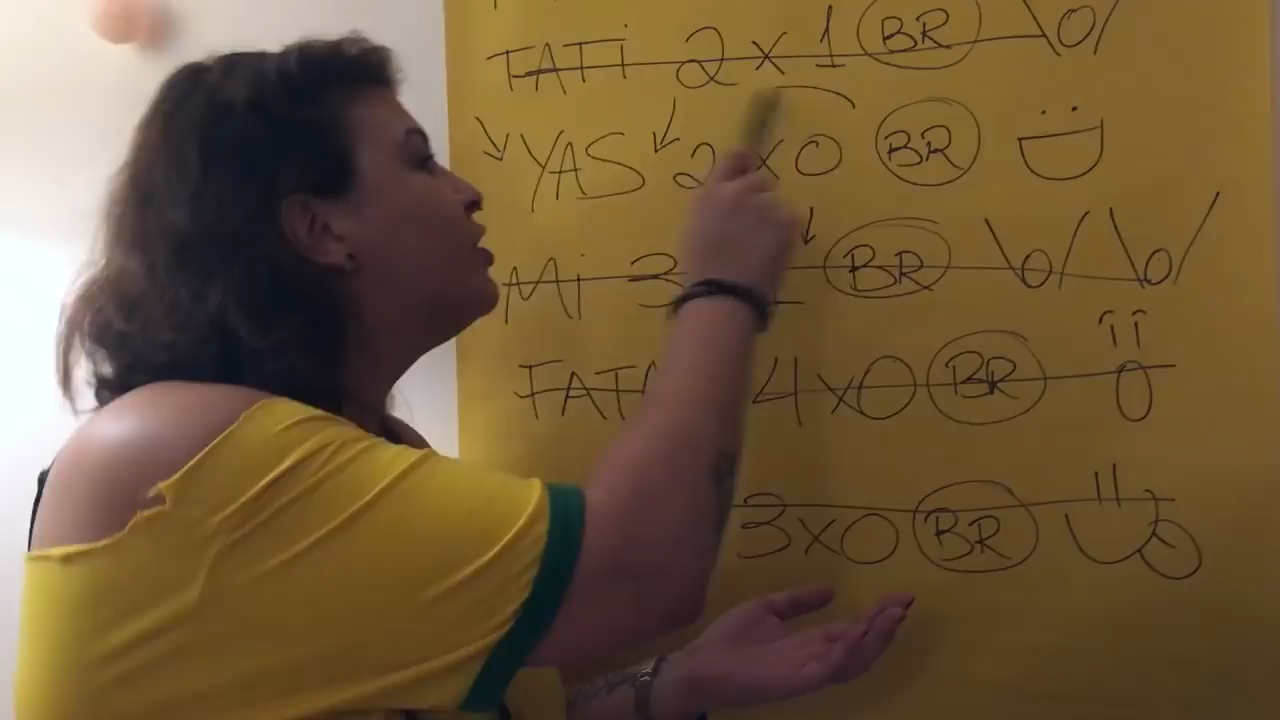 TATI 2 x 1 BR \o/
YAS 2 x 0 BR :D
Mi 3 BR \o/ \o/
FATI 4 x 0 BR
3 x 0 BR